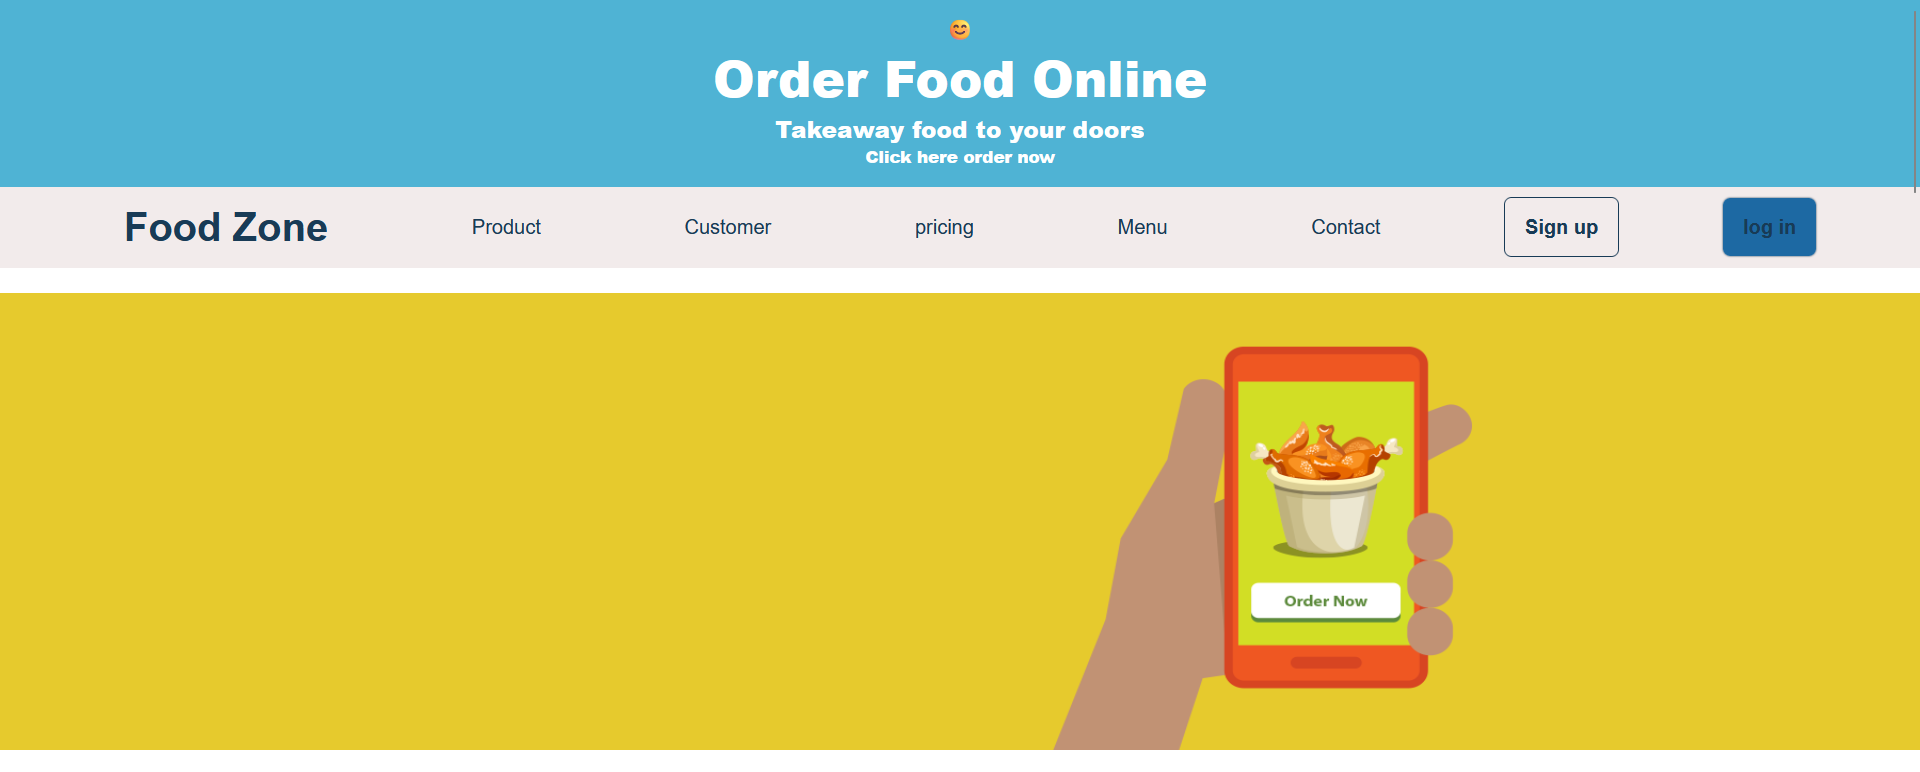 Order Food Online
Takeaway food to your doors
Click here order now
Food Zone Product Customer pricing Menu Contact Sign up log in
Order Now